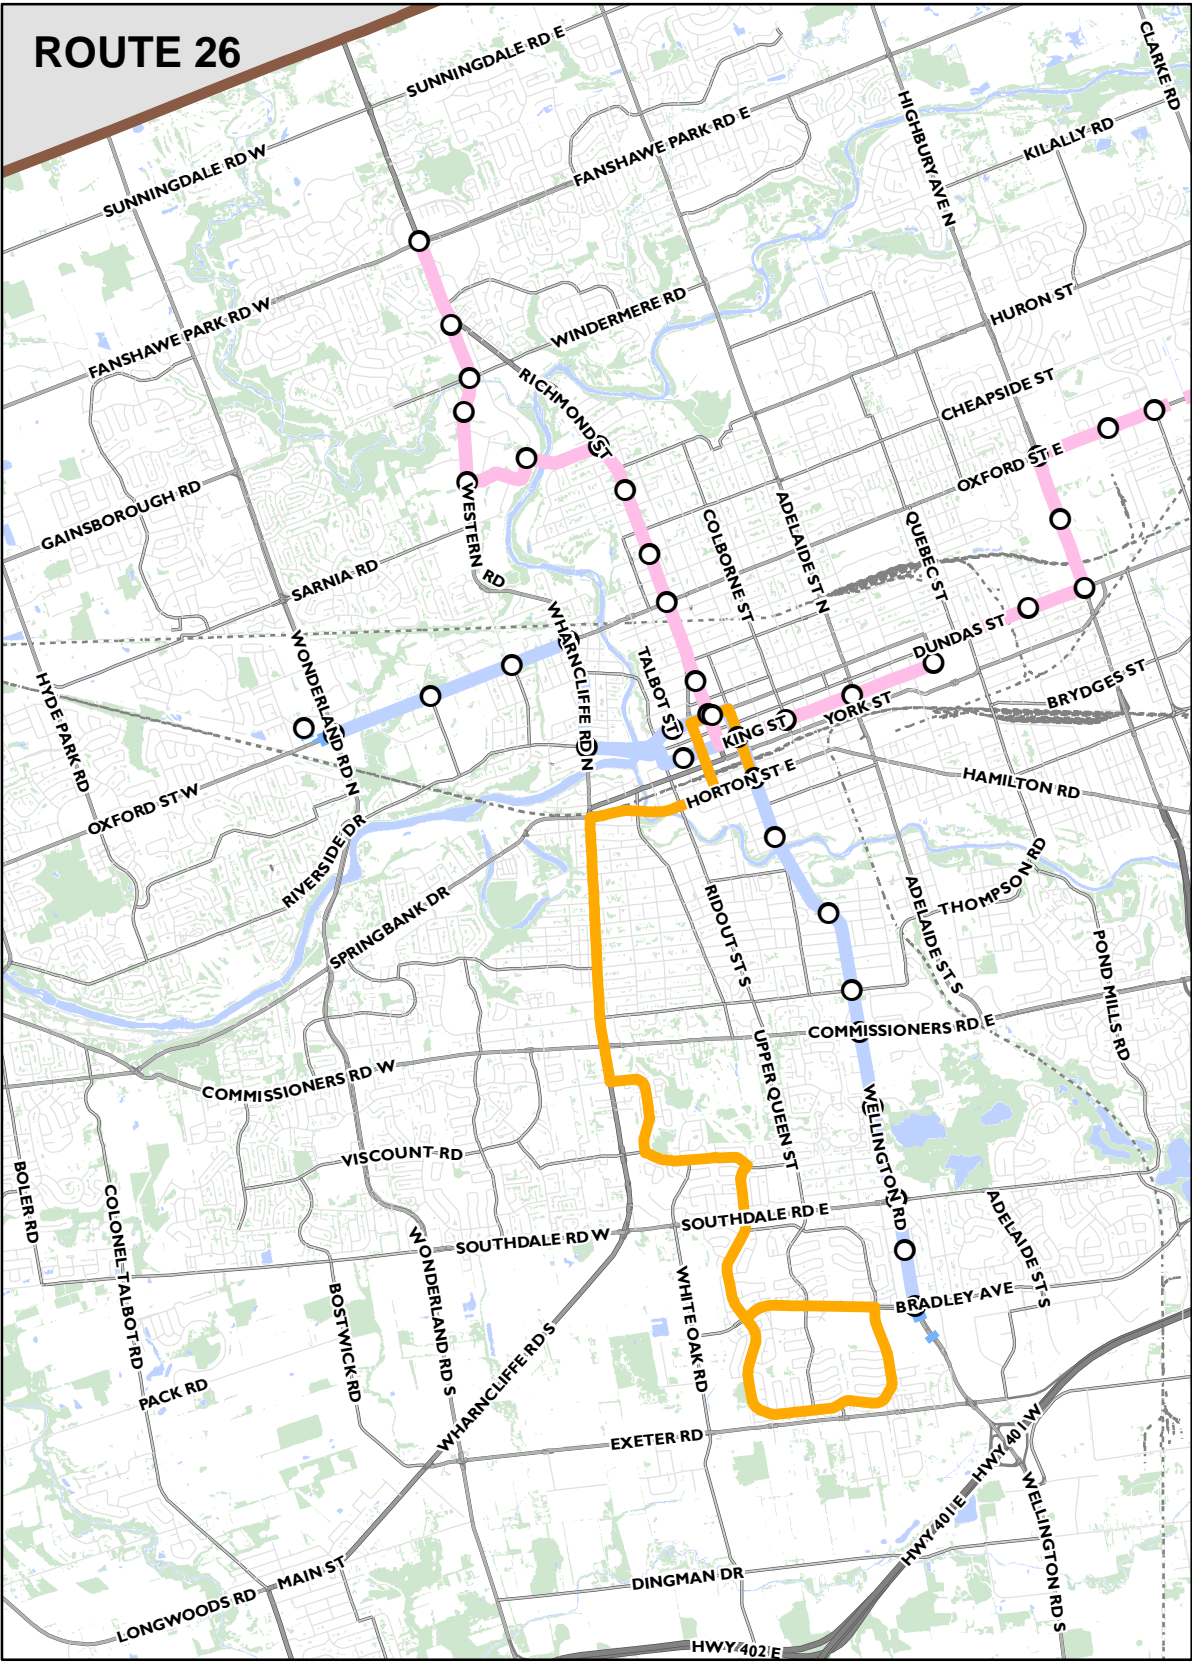 ROUTE 26
SUNNINGDALE RD E
CLARKE RD
HIGHBURY AVE N
KILALLY RD
FANSHAWE PARK RD E
SUNNINGDALE RD W
HURON ST
WINDERMERE RD
FANSHAWE PARK RD W
RICHMOND ST
CHEAPSIDE ST
OXFORD ST E
GAINSBOROUGH RD
WESTERN RD
COLBORNE ST
ADELAIDE ST N
QUEBEC ST
SARNIA RD
WHARNCLIFFE RD N
DUNDAS ST
WONDERLAND RD N
TALBOT ST
HYDE PARK RD
BRYDGES ST
YORK ST
KING ST
HORTON ST E
HAMILTON RD
OXFORD ST W
RIVERSIDE DR
THOMPSON RD
SPRINGBANK DR
RIDOUT ST S
ADELAIDE ST S
POND MILLS RD
COMMISSIONERS RD E
UPPER QUEEN ST
COMMISSIONERS RD W
WELLINGTON RD
VISCOUNT RD
BOLER RD
COLONEL TALBOT RD
SOUTHDALE RD E
ADELAIDE ST S
SOUTHDALE RD W
WONDERLAND RD S
BOSTWICK RD
WHITE OAK RD
BRADLEY AVE
WHARNCLIFFE RD S
PACK RD
EXETER RD
HWY 401 W
HWY 401 E
WELLINGTON RD S
MAIN ST
DINGMAN DR
LONGWOODS RD
HWY 402 E